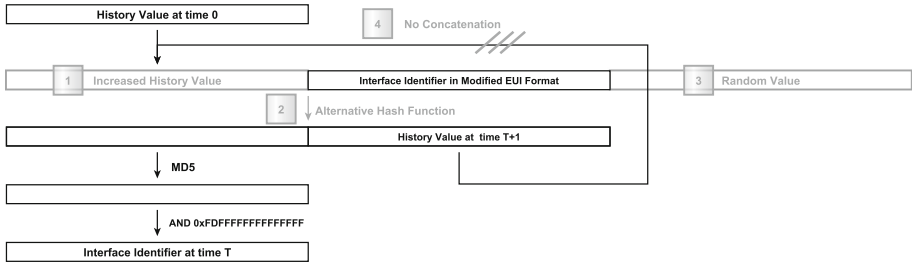 History Value at time 0
4 No Concatenation
1 Increased History Value
Interface Identifier in Modified EUI Format
3 Random Value
2 Alternative Hash Function
History Value at time T+1
MD5
AND 0xFDFFFFFFFFFFFFFF
Interface Identifier at time T